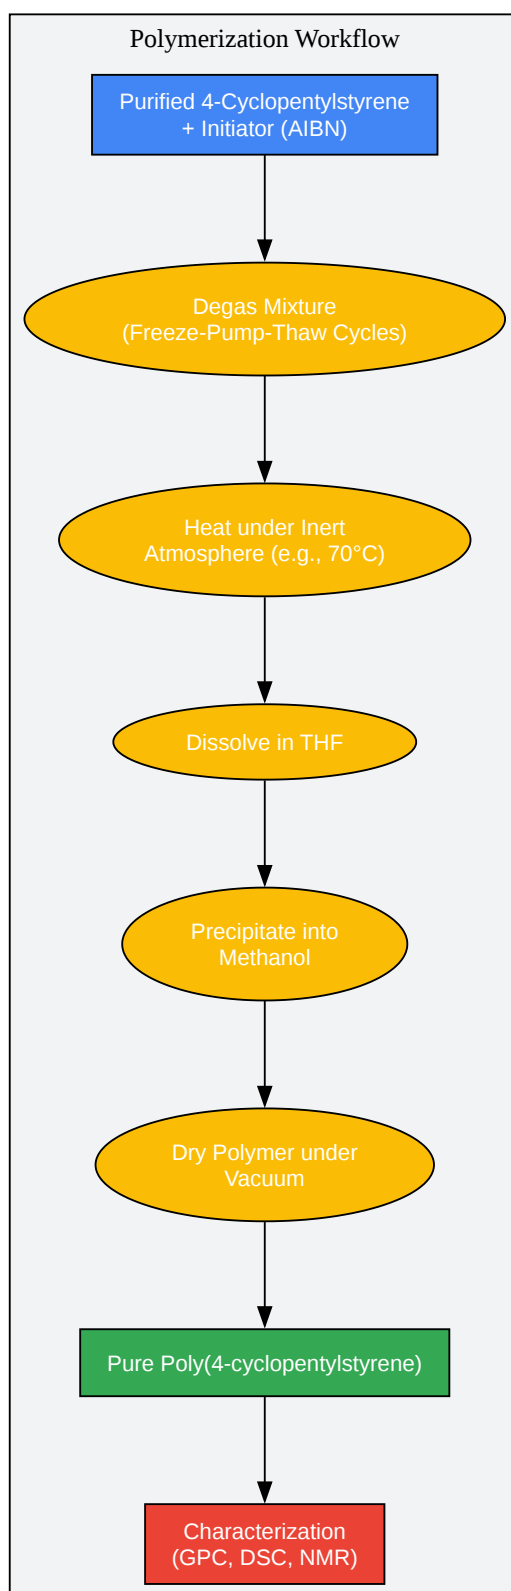 Polymerization Workflow
Purified 4-Cyclopentylstyrene
+ Initiator (AIBN)
Degas Mixture
(Freeze-Pump-Thaw Cycles)
Heat under Inert
Atmosphere (e.g., 70°C)
Dissolve in THF
Precipitate into
Methanol
Dry Polymer under
Vacuum
Pure Poly(4-cyclopentylstyrene)
Characterization
(GPC, DSC, NMR)